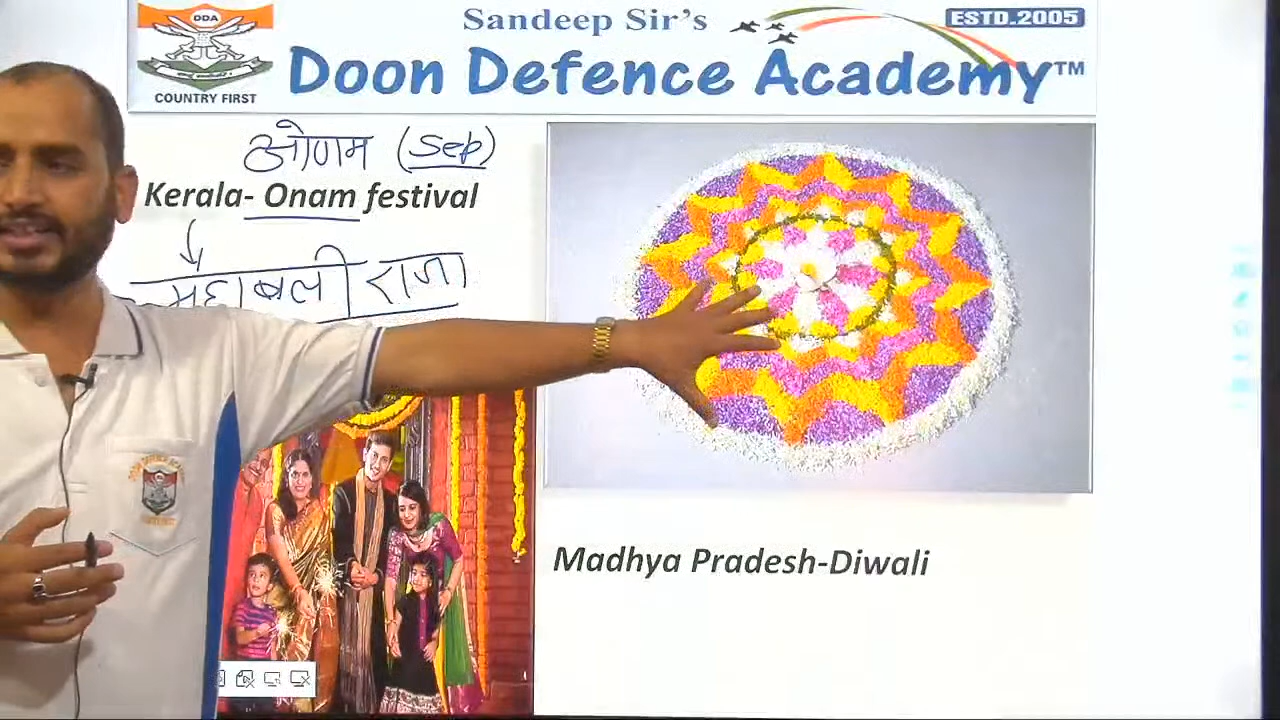 Sandeep Sir's
ESTD.2005
DDA
Doon Defence Academy™
COUNTRY FIRST
ओणम (Sep)
Kerala- Onam festival
महाबली राजा
Madhya Pradesh-Diwali